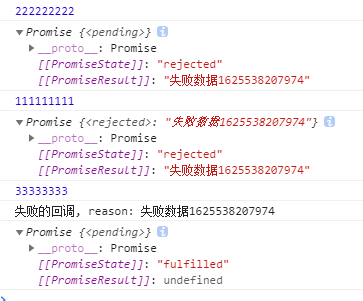 222222222
▼Promise {<pending>} i
▶__proto__: Promise
[[PromiseState]]: "rejected"
[[PromiseResult]]: "失败数据1625538207974"
111111111
▼Promise {<rejected>: "失败数据1625538207974"} i
▶__proto__: Promise
[[PromiseState]]: "rejected"
[[PromiseResult]]: "失败数据1625538207974"
33333333
失败的回调, reason: 失败数据1625538207974
▼Promise {<pending>} i
▶__proto__: Promise
[[PromiseState]]: "fulfilled"
[[PromiseResult]]: undefined